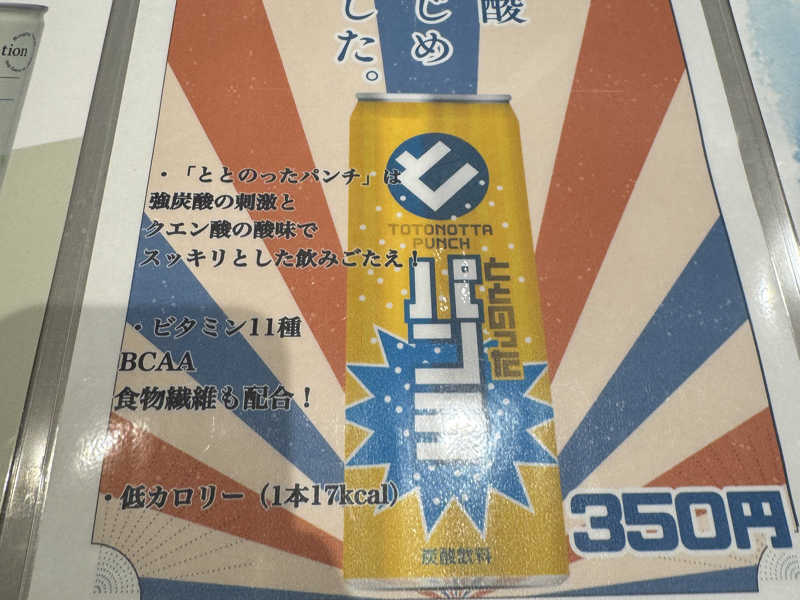 酸
じめ
した。
tion
・「ととのったパンチ」は
強炭酸の刺激と
クエン酸の酸味で
スッキリとした飲みごたえ！
・ビタミン11種
BCAA
食物繊維も配合！
・低カロリー（1本17kcal）
と
TOTONOTTA
PUNCH
ととのった
パンチ
炭酸飲料
350円